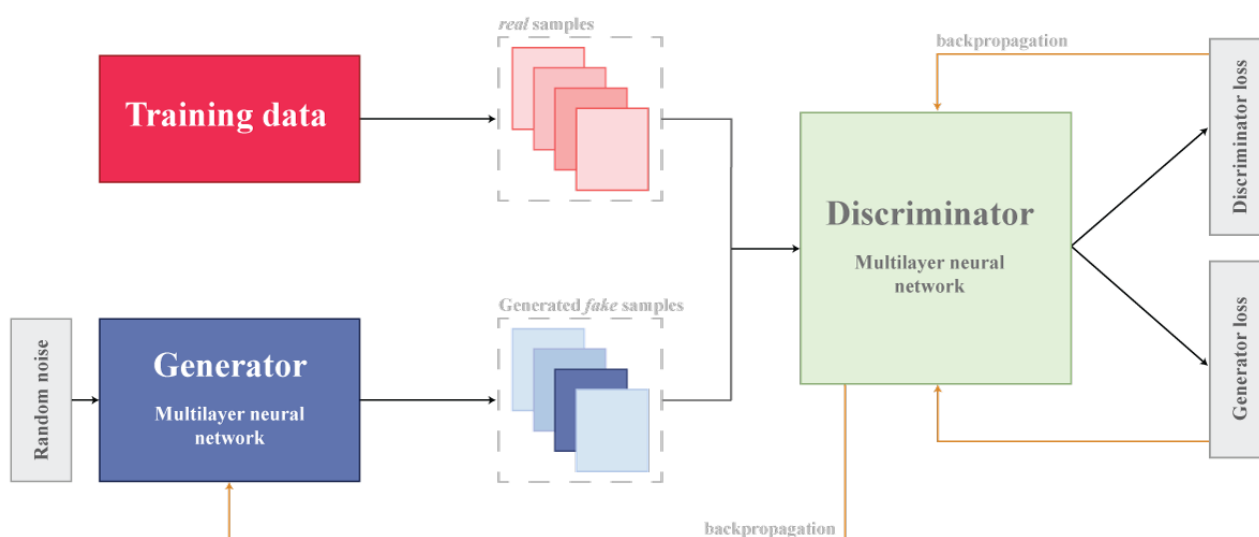 real samples
backpropagation
Training data
Discriminator loss
Discriminator
Multilayer neural
network
Generated fake samples
Random noise
Generator
Multilayer neural
network
Generator loss
backpropagation